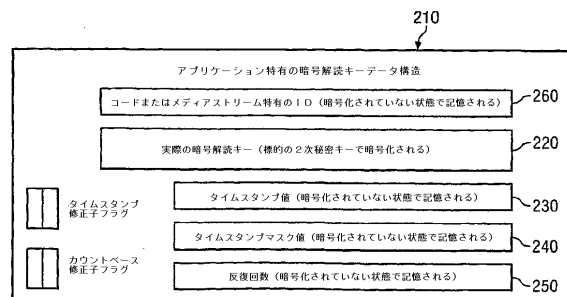 210
アプリケーション特有の暗号解読キーデータ構造
コードまたはメディアストリーム特有のID（暗号化されていない状態で記憶される）
260
実際の暗号解読キー（標的の2次秘密キーで暗号化される）
220
タイムスタンプ
修正子フラグ
タイムスタンプ値（暗号化されていない状態で記憶される）
230
タイムスタンプマスク値（暗号化されていない状態で記憶される）
240
カウントベース
修正子フラグ
反復回数（暗号化されていない状態で記憶される）
250